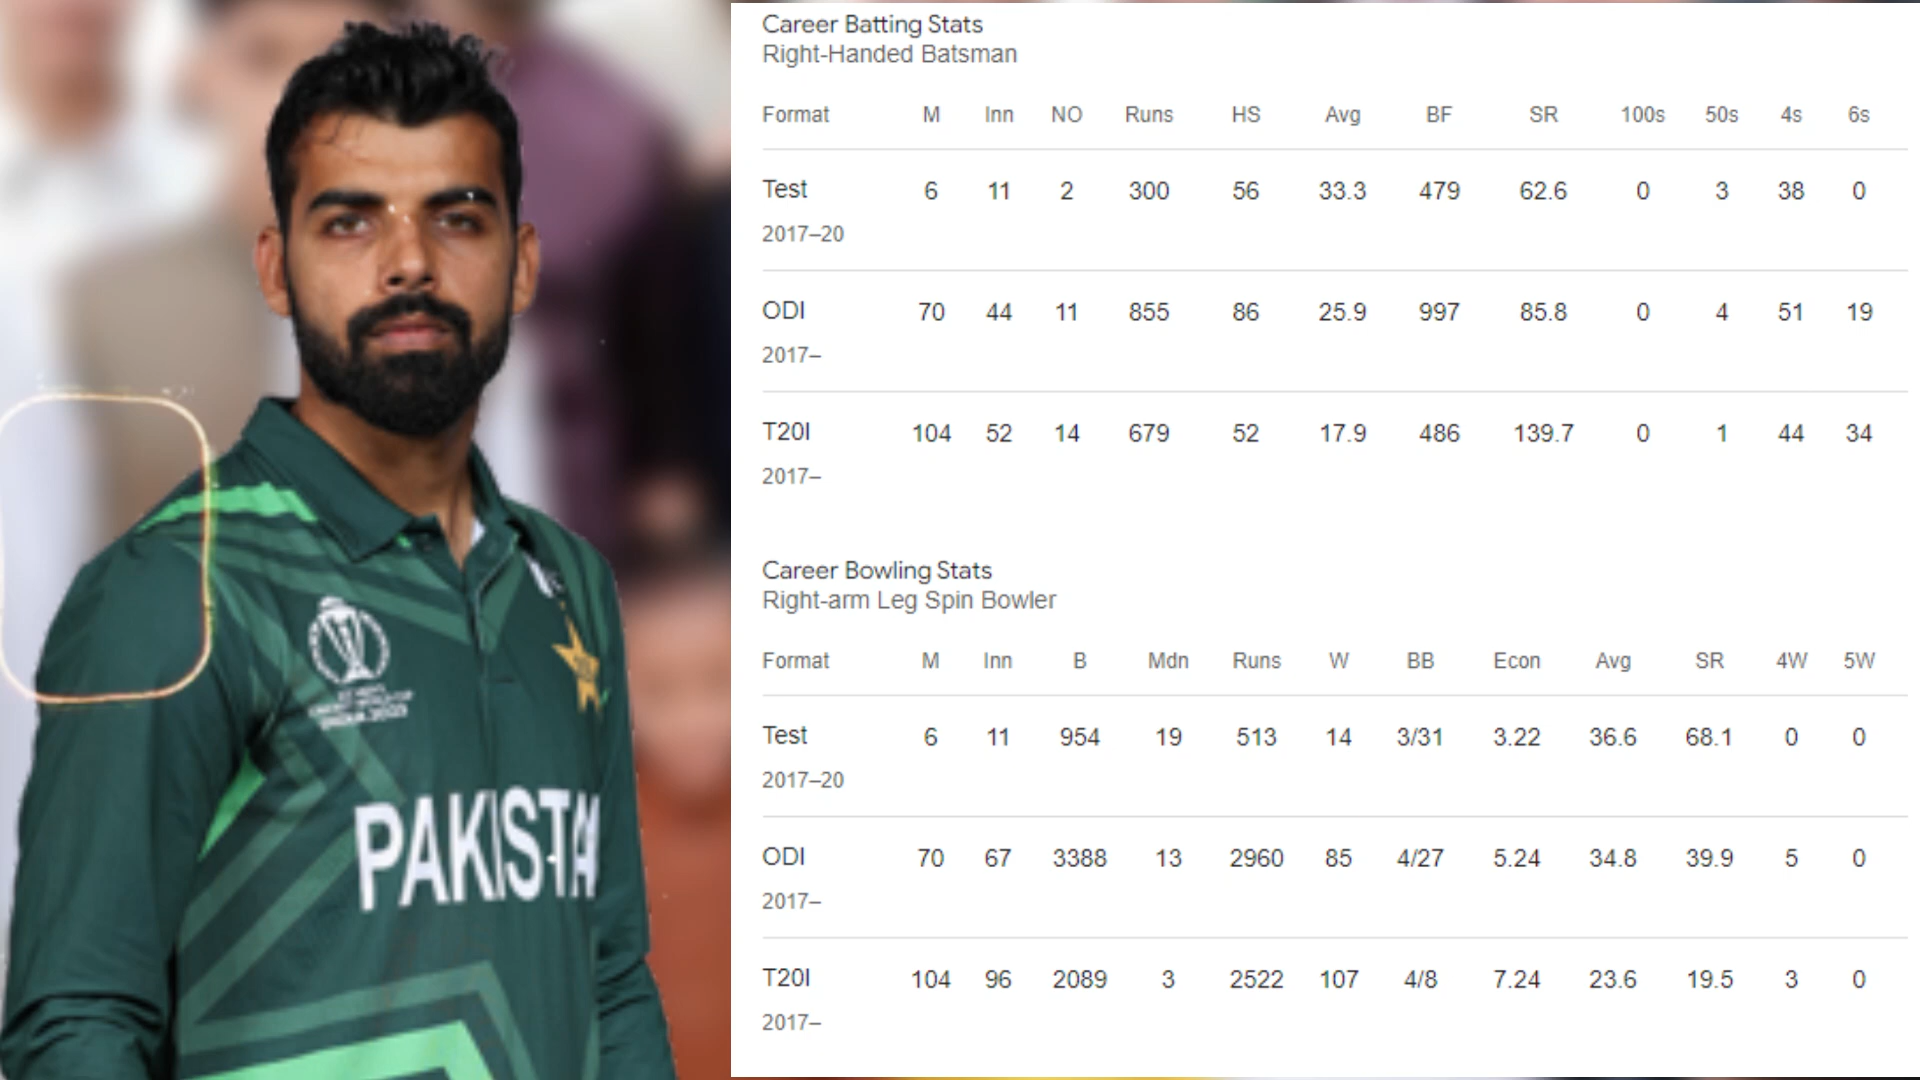 Career Batting Stats
Right-Handed Batsman
Format M Inn NO Runs HS Avg BF SR 100s 50s 4s 6s
Test 6 11 2 300 56 33.3 479 62.6 0 3 38 0
2017–20
ODI 70 44 11 855 86 25.9 997 85.8 0 4 51 19
2017–
T20I 104 52 14 679 52 17.9 486 139.7 0 1 44 34
2017–
Career Bowling Stats
Right-arm Leg Spin Bowler
Format M Inn B Mdn Runs W BB Econ Avg SR 4W 5W
Test 6 11 954 19 513 14 3/31 3.22 36.6 68.1 0 0
2017–20
ODI 70 67 3388 13 2960 85 4/27 5.24 34.8 39.9 5 0
2017–
T20I 104 96 2089 3 2522 107 4/8 7.24 23.6 19.5 3 0
2017–
INDIA 2023
PAKISTA